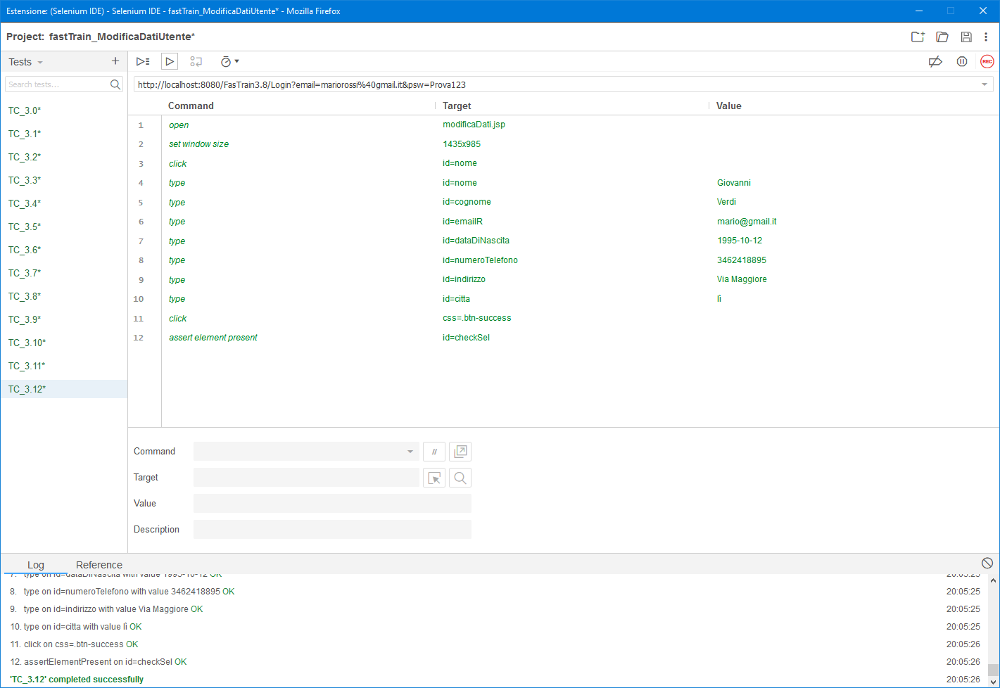 Estensione: (Selenium IDE) - Selenium IDE - fastTrain_ModificaDatiUtente* - Mozilla Firefox
Project: fastTrain_ModificaDatiUtente*
Tests
Search tests...
REC
http://localhost:8080/FasTrain3.8/Login?email=mariorossi%40gmail.it&psw=Prova123
TC_3.0*
TC_3.1*
TC_3.2*
TC_3.3*
TC_3.4*
TC_3.5*
TC_3.6*
TC_3.7*
TC_3.8*
TC_3.9*
TC_3.10*
TC_3.11*
TC_3.12*
Command Target Value
1 open modificaDati.jsp
2 set window size 1435x985
3 click id=nome
4 type id=nome Giovanni
5 type id=cognome Verdi
6 type id=emailR mario@gmail.it
7 type id=dataDiNascita 1995-10-12
8 type id=numeroTelefono 3462418895
9 type id=indirizzo Via Maggiore
10 type id=citta lì
11 click css=.btn-success
12 assert element present id=checkSel
Command //
Target
Value
Description
Log Reference
7. type on id=dataDiNascita with value 1995-10-12 OK 20:05:25
8. type on id=numeroTelefono with value 3462418895 OK 20:05:25
9. type on id=indirizzo with value Via Maggiore OK 20:05:25
10. type on id=citta with value lì OK 20:05:25
11. click on css=.btn-success OK 20:05:26
12. assertElementPresent on id=checkSel OK 20:05:26
'TC_3.12' completed successfully 20:05:26